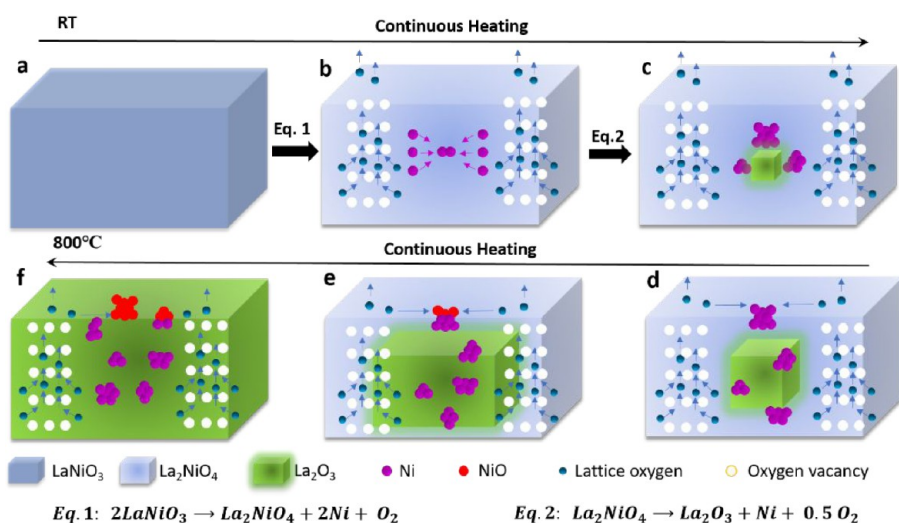 RT
Continuous Heating
a
b
c
Eq. 1
Eq.2
800℃
Continuous Heating
f
e
d
LaNiO₃
La₂NiO₄
La₂O₃
Ni
NiO
Lattice oxygen
Oxygen vacancy
Eq. 1: 2LaNiO₃ → La₂NiO₄ + 2Ni + O₂
Eq. 2: La₂NiO₄ → La₂O₃ + Ni + 0.5 O₂